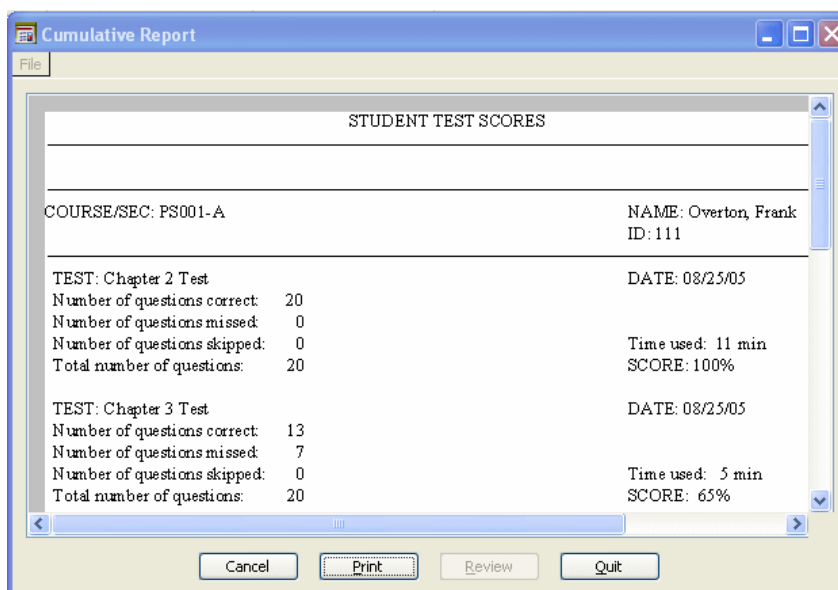 Cumulative Report
File
STUDENT TEST SCORES
COURSE/SEC: PS001-A NAME: Overton, Frank
ID: 111
TEST: Chapter 2 Test DATE: 08/25/05
Number of questions correct: 20
Number of questions missed: 0
Number of questions skipped: 0 Time used: 11 min
Total number of questions: 20 SCORE: 100%
TEST: Chapter 3 Test DATE: 08/25/05
Number of questions correct: 13
Number of questions missed: 7
Number of questions skipped: 0 Time used: 5 min
Total number of questions: 20 SCORE: 65%
Cancel Print Review Quit